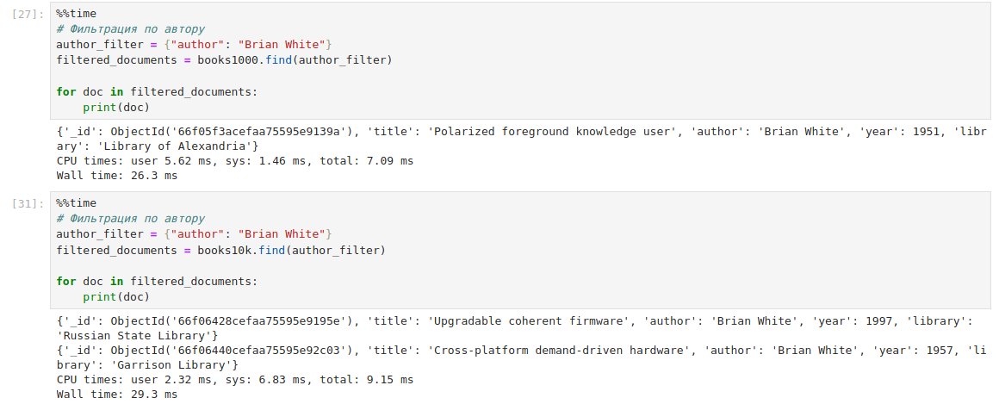 [27]:
%%time
# Фильтрация по автору
author_filter = {"author": "Brian White"}
filtered_documents = books1000.find(author_filter)
for doc in filtered_documents:
    print(doc)
{'_id': ObjectId('66f05f3acefaa75595e9139a'), 'title': 'Polarized foreground knowledge user', 'author': 'Brian White', 'year': 1951, 'libr
ary': 'Library of Alexandria'}
CPU times: user 5.62 ms, sys: 1.46 ms, total: 7.09 ms
Wall time: 26.3 ms
[31]:
%%time
# Фильтрация по автору
author_filter = {"author": "Brian White"}
filtered_documents = books10k.find(author_filter)
for doc in filtered_documents:
    print(doc)
{'_id': ObjectId('66f06428cefaa75595e9195e'), 'title': 'Upgradable coherent firmware', 'author': 'Brian White', 'year': 1997, 'library':
'Russian State Library'}
{'_id': ObjectId('66f06440cefaa75595e92c03'), 'title': 'Cross-platform demand-driven hardware', 'author': 'Brian White', 'year': 1957, 'li
brary': 'Garrison Library'}
CPU times: user 2.32 ms, sys: 6.83 ms, total: 9.15 ms
Wall time: 29.3 ms